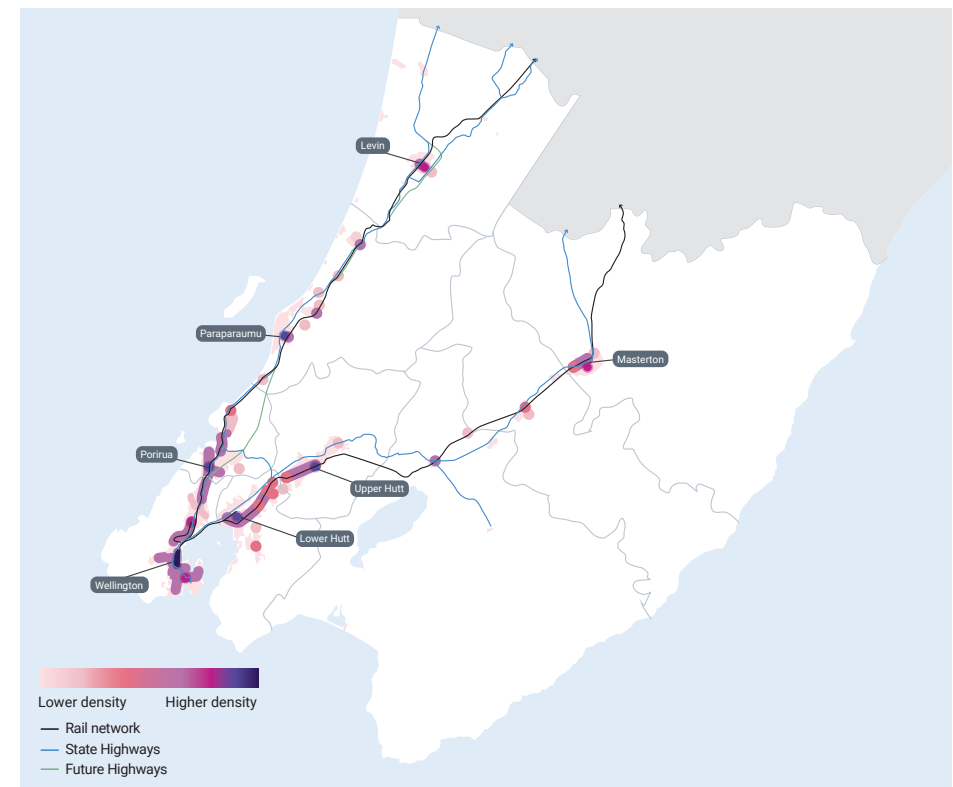 Levin
Paraparaumu
Masterton
Porirua
Upper Hutt
Lower Hutt
Wellington
Lower density Higher density
Rail network
State Highways
Future Highways